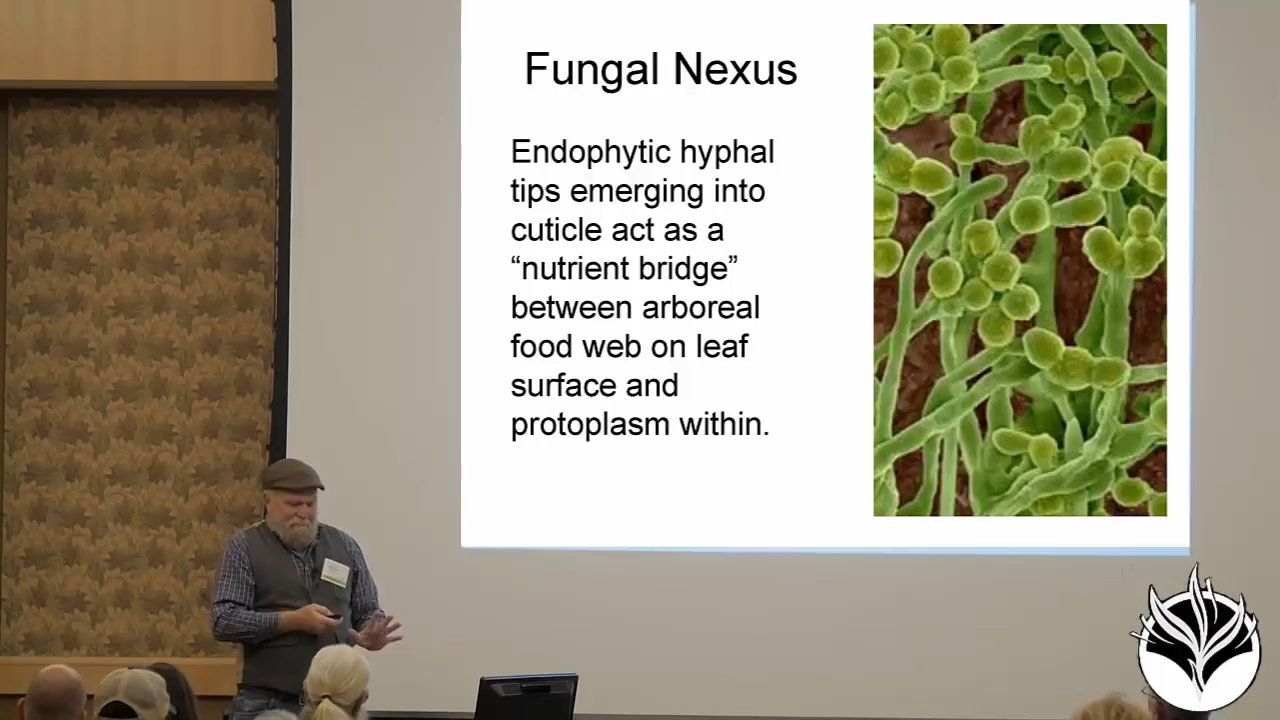 Fungal Nexus
Endophytic hyphal
tips emerging into
cuticle act as a
“nutrient bridge”
between arboreal
food web on leaf
surface and
protoplasm within.